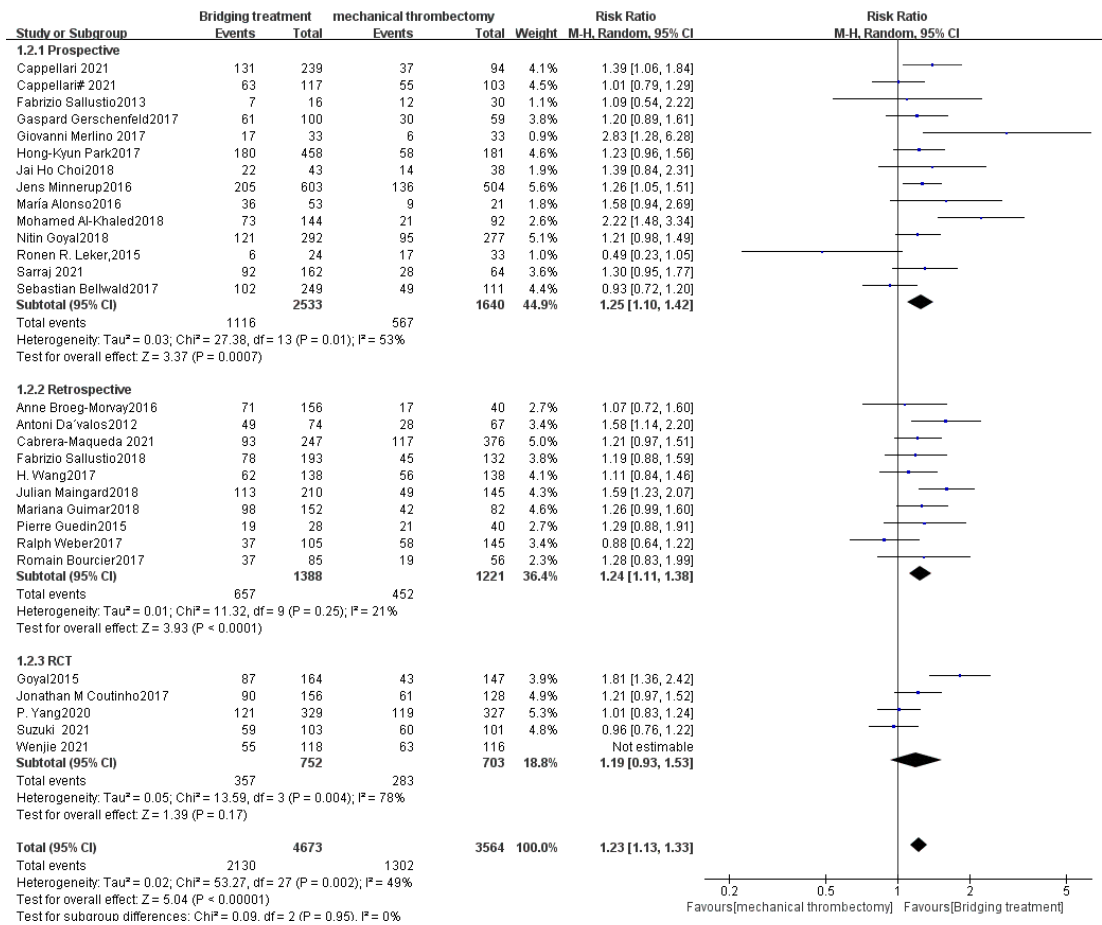 Bridging treatment mechanical thrombectomy Risk Ratio Risk Ratio
Study or Subgroup Events Total Events Total Weight M-H, Random, 95% CI M-H, Random, 95% CI
1.2.1 Prospective
Cappellari 2021 131 239 37 94 4.1% 1.39 [1.06, 1.84]
Cappellari# 2021 63 117 55 103 4.5% 1.01 [0.79, 1.29]
Fabrizio Sallustio2013 7 16 12 30 1.1% 1.09 [0.54, 2.22]
Gaspard Gerschenfeld2017 61 100 30 59 3.9% 1.20 [0.89, 1.61]
Giovanni Merlino 2017 17 33 6 33 0.9% 2.83 [1.28, 6.28]
Hong-Kyun Park2017 180 458 58 181 4.6% 1.23 [0.96, 1.56]
Jai Ho Choi2018 22 43 14 38 1.9% 1.39 [0.84, 2.31]
Jens Minnerup2016 205 603 136 504 5.6% 1.26 [1.05, 1.51]
María Alonso2016 36 53 9 21 1.8% 1.58 [0.94, 2.69]
Mohamed Al-Khaled2018 73 144 21 92 2.6% 2.22 [1.48, 3.34]
Nitin Goyal2018 121 292 95 277 5.1% 1.21 [0.98, 1.49]
Ronen R. Leker,2015 6 24 17 33 1.0% 0.49 [0.23, 1.05]
Sarraj 2021 92 162 28 64 3.6% 1.30 [0.95, 1.77]
Sebastian Bellwald2017 102 249 49 111 4.2% 0.93 [0.72, 1.20]
Subtotal (95% CI) 2533 1640 44.9% 1.25 [1.10, 1.42]
Total events 1116 567
Heterogeneity: Tau² = 0.03; Chi² = 27.38, df = 13 (P = 0.01); I² = 53%
Test for overall effect: Z = 3.37 (P = 0.0007)
1.2.2 Retrospective
Anne Broeg-Morvay2016 71 156 17 40 2.7% 1.07 [0.72, 1.60]
Antoni Da´valos2012 49 74 28 67 3.6% 1.58 [1.14, 2.20]
Cabrera-Maqueda 2021 93 247 117 376 5.0% 1.21 [0.97, 1.51]
Fabrizio Sallustio2018 78 193 45 132 3.9% 1.19 [0.88, 1.59]
H. Wang2017 62 138 56 138 4.1% 1.11 [0.84, 1.46]
Julian Maingard2018 113 210 49 145 4.3% 1.59 [1.23, 2.07]
Mariana Guimar2018 98 152 42 82 4.6% 1.26 [0.99, 1.60]
Pierre Guedin2015 19 28 21 40 2.7% 1.29 [0.88, 1.91]
Ralph Weber2017 37 105 58 145 3.4% 0.88 [0.64, 1.22]
Romain Bourcier2017 37 85 19 56 2.3% 1.28 [0.83, 1.99]
Subtotal (95% CI) 1388 1221 36.4% 1.24 [1.11, 1.38]
Total events 657 452
Heterogeneity: Tau² = 0.01; Chi² = 11.32, df = 9 (P = 0.25); I² = 21%
Test for overall effect: Z = 3.93 (P < 0.0001)
1.2.3 RCT
Goyal2015 87 164 43 147 3.9% 1.81 [1.36, 2.42]
Jonathan M Coutinho2017 90 156 61 128 4.9% 1.21 [0.97, 1.52]
P. Yang2020 121 329 119 327 5.3% 1.01 [0.83, 1.24]
Suzuki 2021 59 103 60 101 4.8% 0.96 [0.76, 1.22]
Wenjie 2021 55 118 63 116 Not estimable
Subtotal (95% CI) 752 703 18.8% 1.19 [0.93, 1.53]
Total events 357 283
Heterogeneity: Tau² = 0.05; Chi² = 13.59, df = 3 (P = 0.004); I² = 78%
Test for overall effect: Z = 1.39 (P = 0.17)
Total (95% CI) 4673 3564 100.0% 1.23 [1.13, 1.33]
Total events 2130 1302
Heterogeneity: Tau² = 0.02; Chi² = 53.27, df = 27 (P = 0.002); I² = 49%
Test for overall effect: Z = 5.04 (P < 0.00001)
Test for subgroup differences: Chi² = 0.09, df = 2 (P = 0.95), I² = 0%
0.2 0.5 1 2 5
Favours[mechanical thrombectomy] Favours[Bridging treatment]